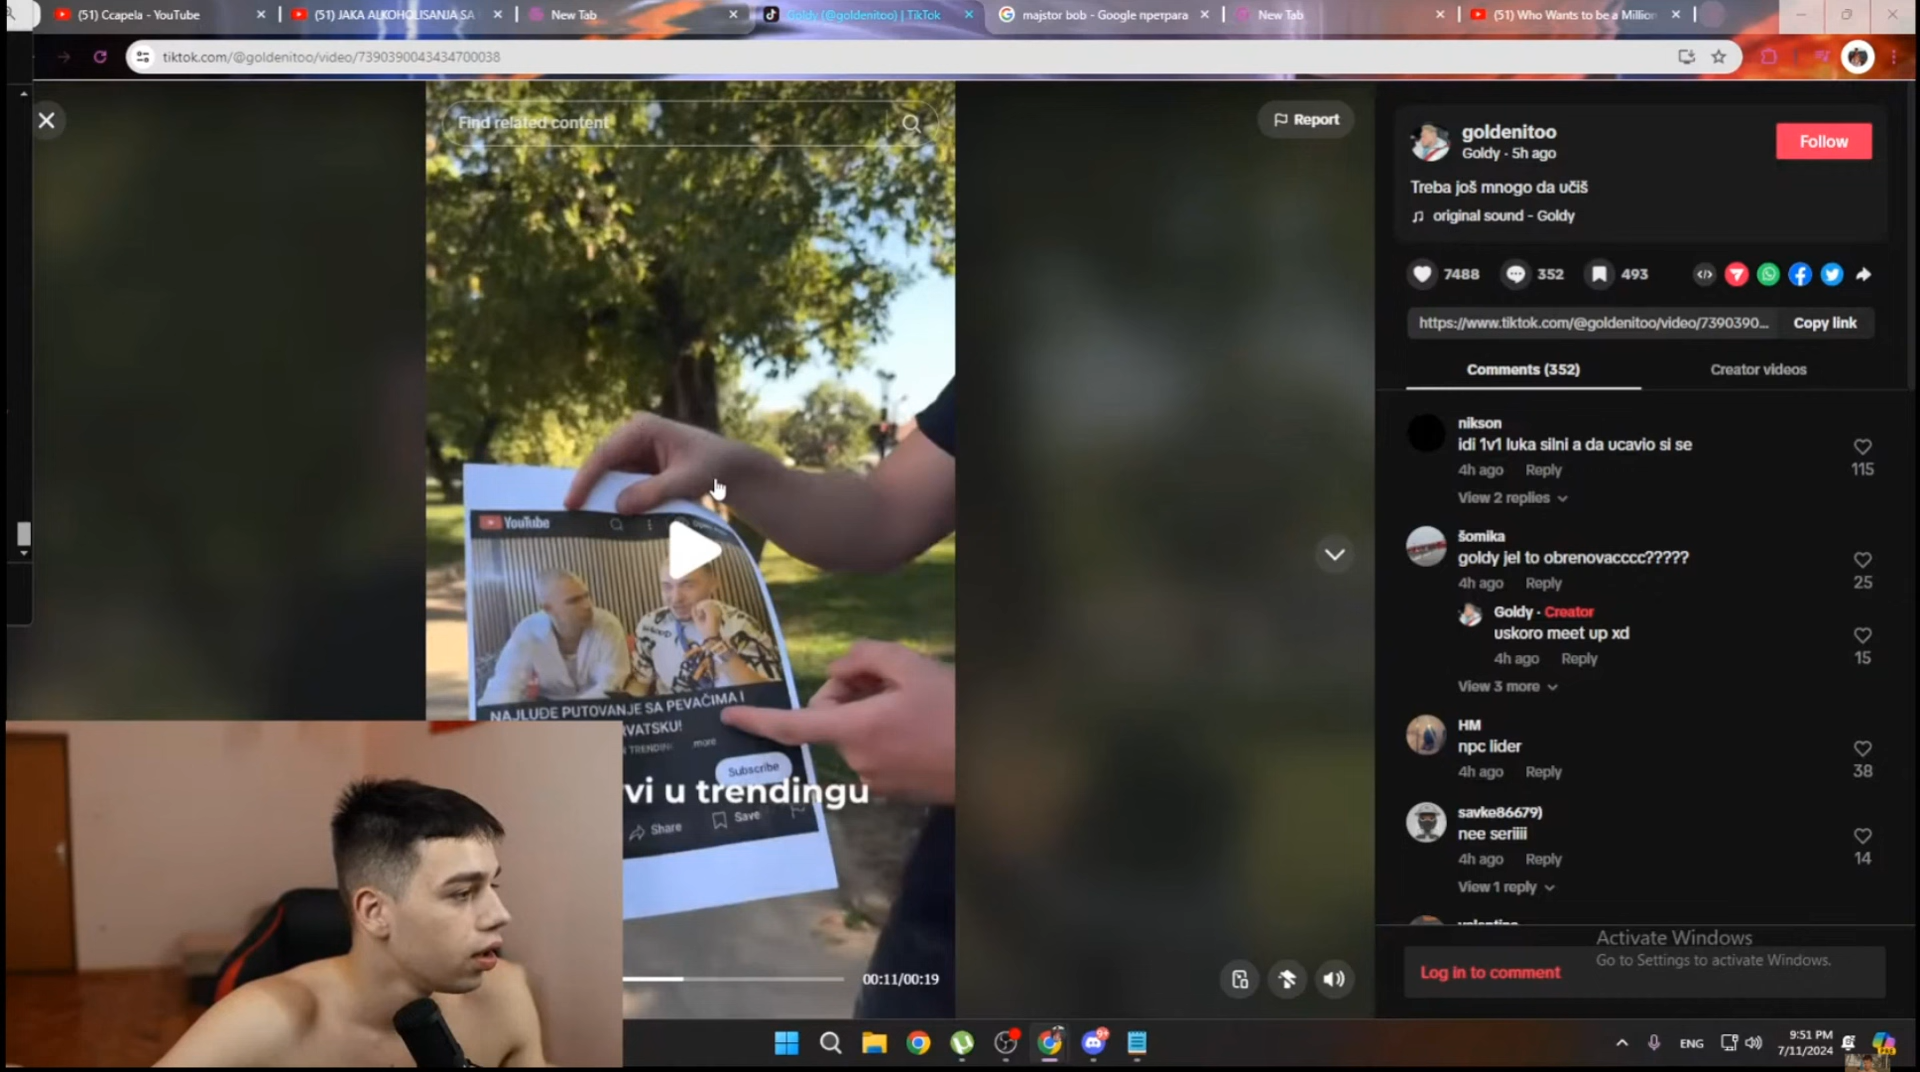 (51) Ccapela - YouTube
(51) JAKA ALKOHOLISANJA SA
New Tab
Goldy (@goldenitoo) | TikTok
majstor bob - Google претрага
New Tab
(51) Who Wants to be a Million
tiktok.com/@goldenitoo/video/7390390043434700038
Find related content
Report
goldenitoo
Goldy · 5h ago
Follow
Treba još mnogo da učiš
original sound - Goldy
7488
352
493
https://www.tiktok.com/@goldenitoo/video/7390390...
Copy link
Comments (352)
Creator videos
nikson
idi 1v1 luka silni a da ucavio si se
4h ago
Reply
115
View 2 replies
šomika
goldy jel to obrenovacccc?????
4h ago
Reply
25
Goldy · Creator
uskoro meet up xd
4h ago
Reply
15
View 3 more
HM
npc lider
4h ago
Reply
38
savke86679)
nee seriiii
4h ago
Reply
14
View 1 reply
Log in to comment
Activate Windows
Go to Settings to activate Windows.
YouTube
NAJLUĐE PUTOVANJE SA PEVAČIMA I
RVATSKU!
TRENDIN
...more
Subscribe
vi u trendingu
Share
Save
00:11/00:19
9+
ENG
9:51 PM
7/11/2024